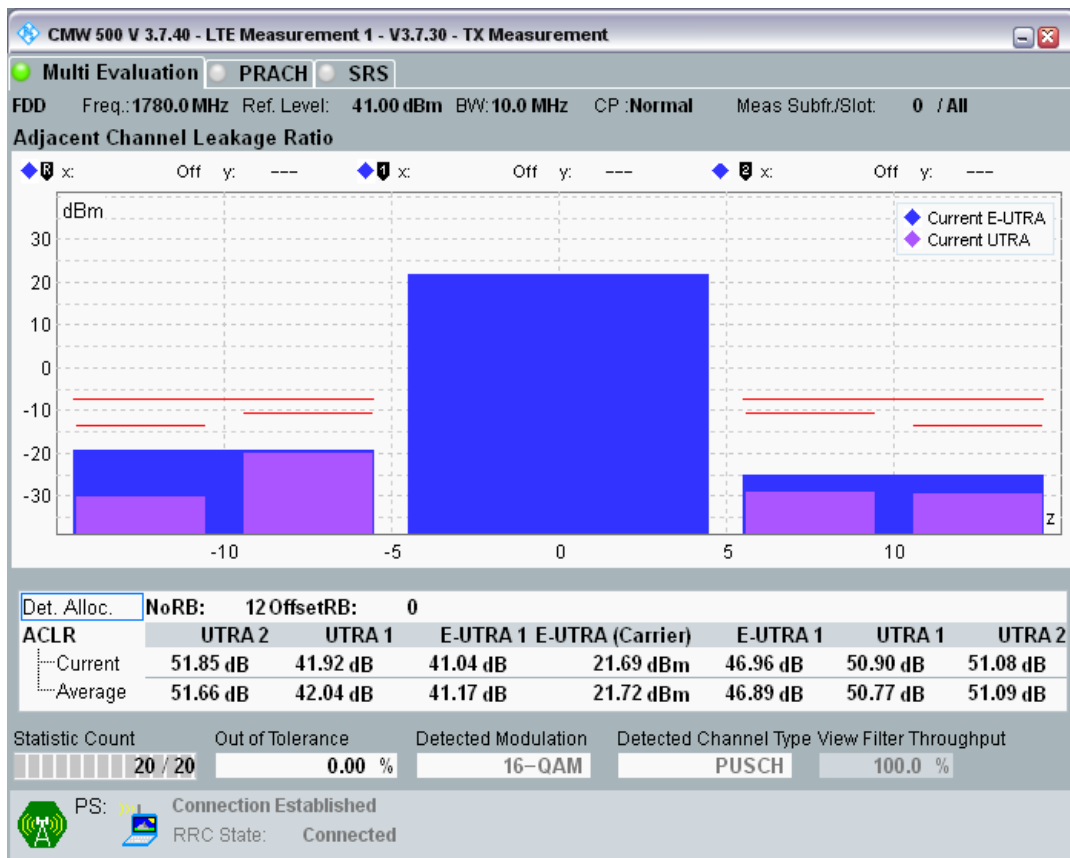 CMW 500 V 3.7.40 - LTE Measurement 1 - V3.7.30 - TX Measurement
Multi Evaluation PRACH SRS
FDD Freq.: 1780.0 MHz Ref. Level: 41.00 dBm BW: 10.0 MHz CP :Normal Meas Subfr./Slot: 0 / All
Adjacent Channel Leakage Ratio
R x: Off y: --- 1 x: Off y: --- 2 x: Off y: ---
dBm
Current E-UTRA
Current UTRA
30
20
10
0
-10
-20
-30
z
-10 -5 0 5 10
Det. Alloc. NoRB: 12 OffsetRB: 0
ACLR UTRA 2 UTRA 1 E-UTRA 1 E-UTRA (Carrier) E-UTRA 1 UTRA 1 UTRA 2
Current 51.85 dB 41.92 dB 41.04 dB 21.69 dBm 46.96 dB 50.90 dB 51.08 dB
Average 51.66 dB 42.04 dB 41.17 dB 21.72 dBm 46.89 dB 50.77 dB 51.09 dB
Statistic Count Out of Tolerance Detected Modulation Detected Channel Type View Filter Throughput
20 / 20 0.00 % 16-QAM PUSCH 100.0 %
PS: Connection Established
RRC State: Connected